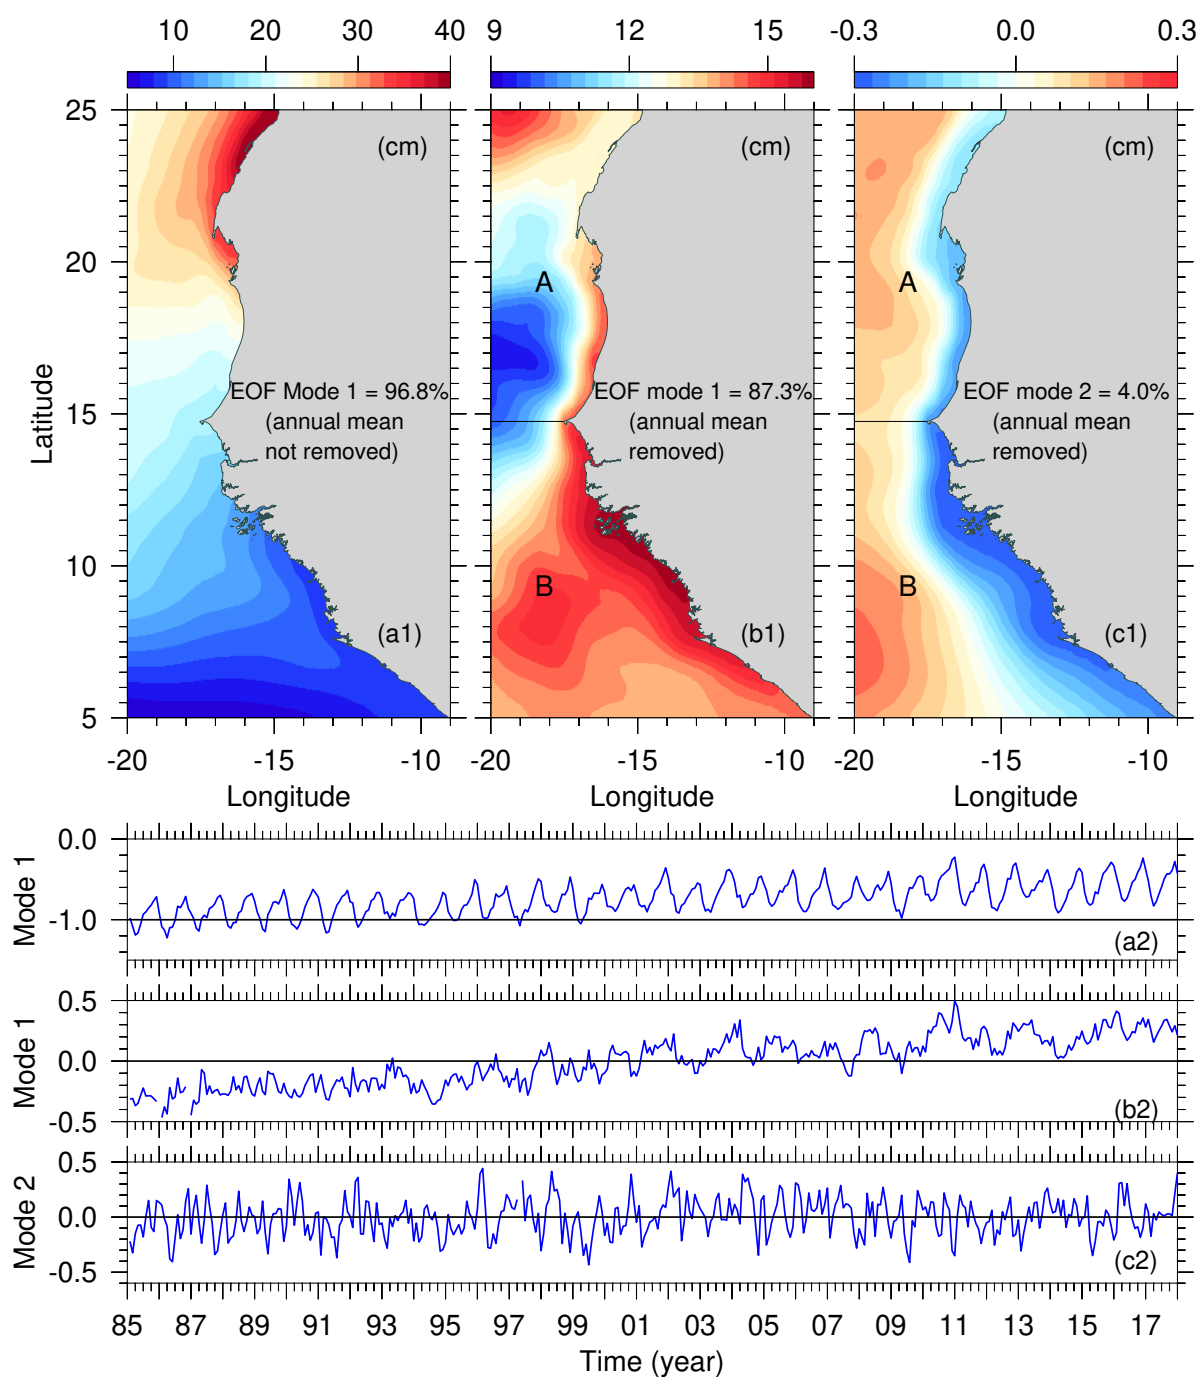 10 20 30 40
9 12 15
-0.3 0.0 0.3
25
20
15
10
5
Latitude
(cm)
EOF Mode 1 = 96.8%
(annual mean
not removed)
(a1)
-20 -15 -10
Longitude
(cm)
A
EOF mode 1 = 87.3%
(annual mean
removed)
B
(b1)
-20 -15 -10
Longitude
(cm)
A
EOF mode 2 = 4.0%
(annual mean
removed)
B
(c1)
-20 -15 -10
Longitude
Mode 1
0.0
-1.0
(a2)
Mode 1
0.5
0.0
-0.5
(b2)
Mode 2
0.5
0.0
-0.5
(c2)
85 87 89 91 93 95 97 99 01 03 05 07 09 11 13 15 17
Time (year)